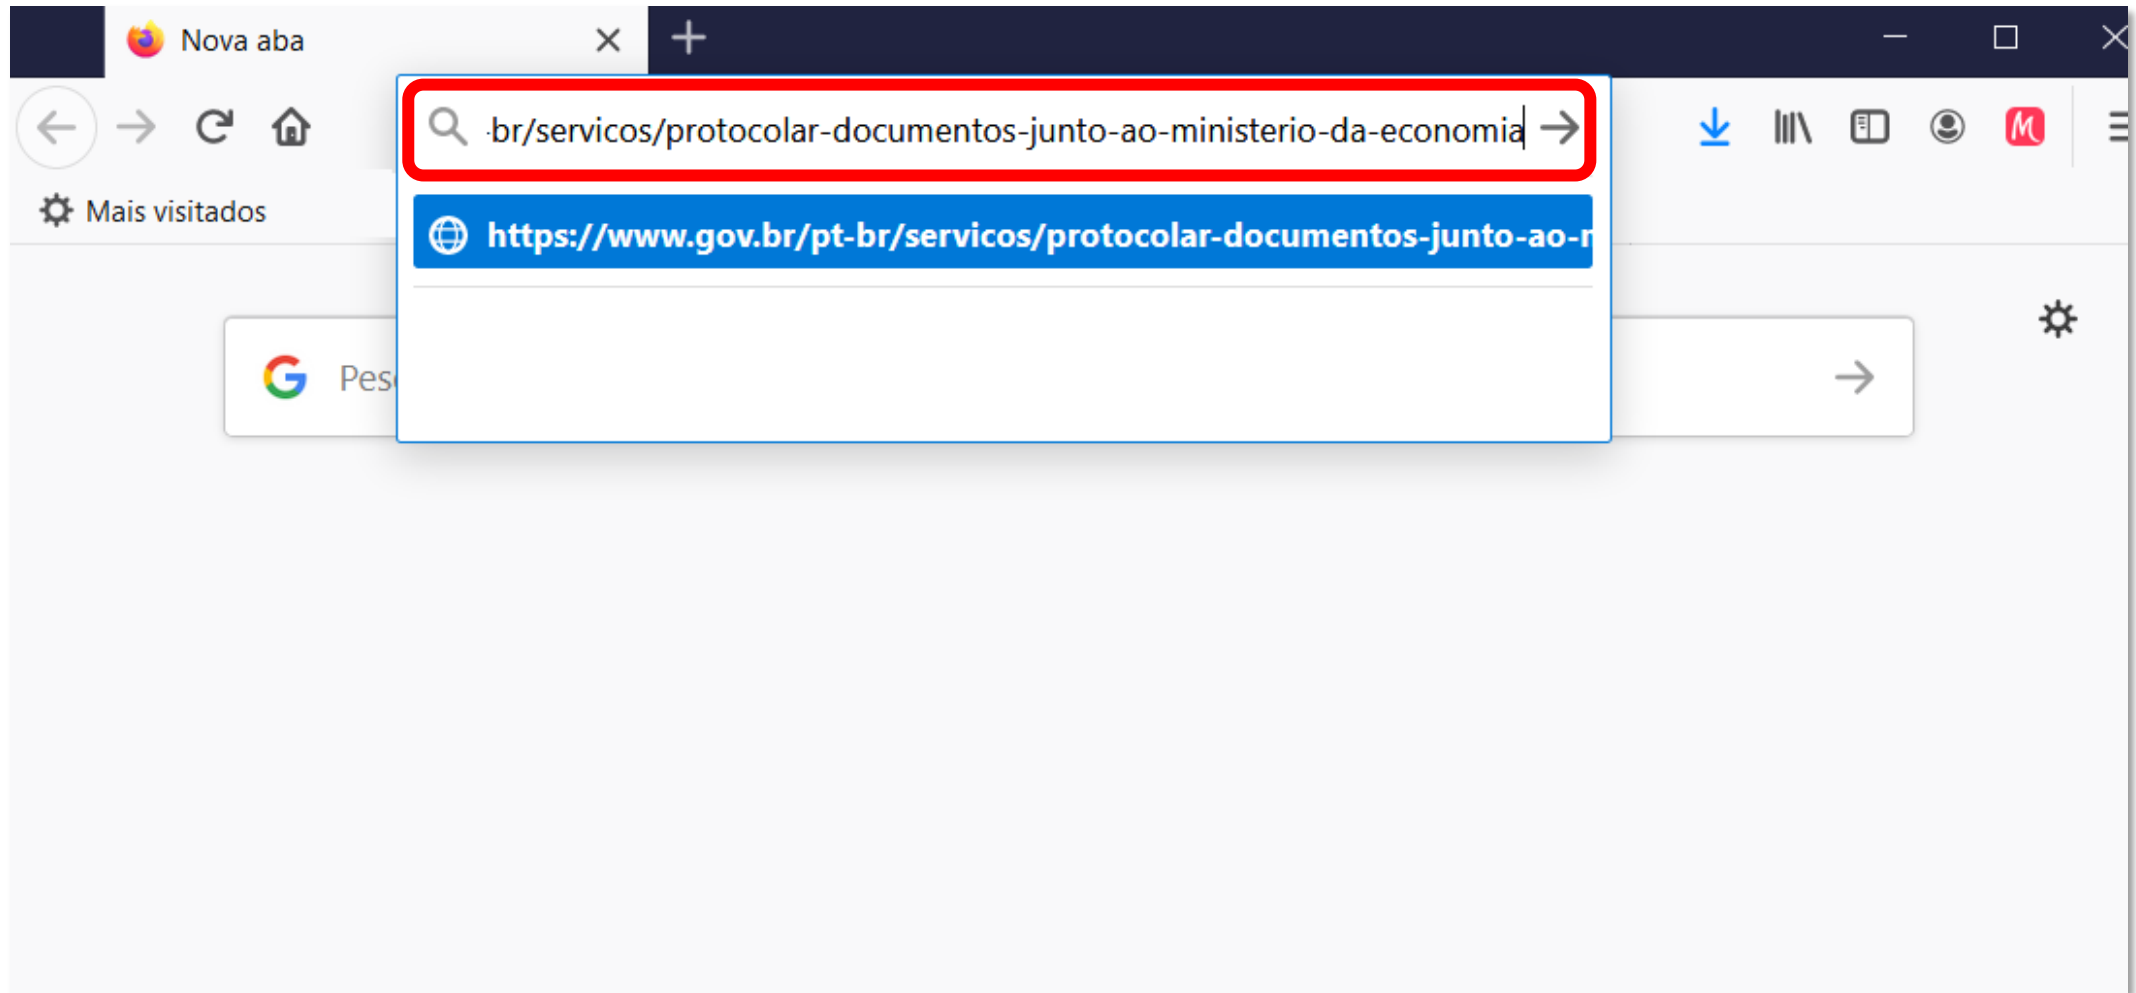 Nova aba
br/servicos/protocolar-documentos-junto-ao-ministerio-da-economia
Mais visitados
https://www.gov.br/pt-br/servicos/protocolar-documentos-junto-ao-
Pes